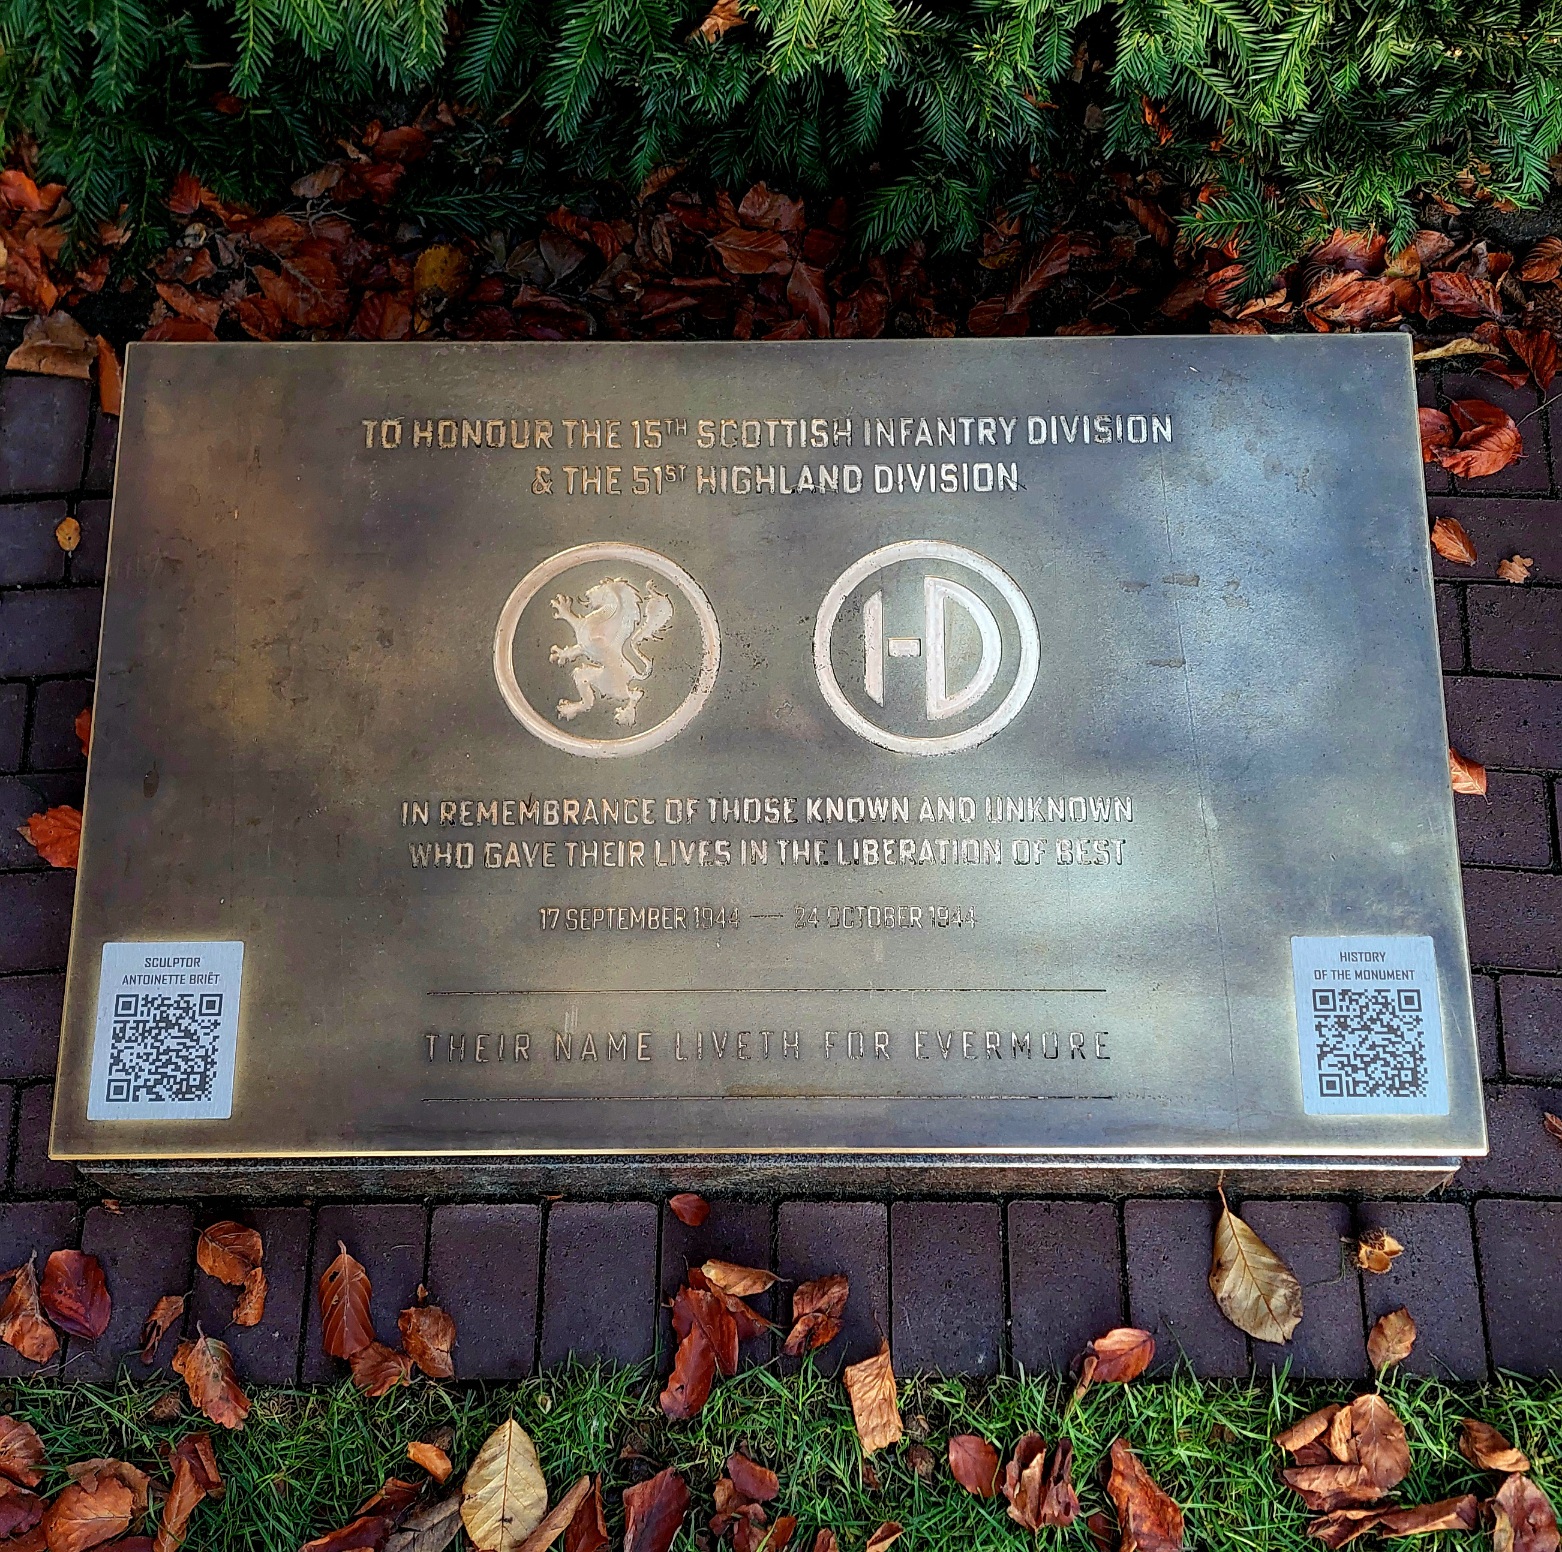 TO HONOUR THE 15TH SCOTTISH INFANTRY DIVISION
& THE 51ST HIGHLAND DIVISION
HD
IN REMEMBRANCE OF THOSE KNOWN AND UNKNOWN
WHO GAVE THEIR LIVES IN THE LIBERATION OF BEST
17 SEPTEMBER 1944 — 24 OCTOBER 1944
SCULPTOR
ANTOINETTE BRIËT
HISTORY
OF THE MONUMENT
THEIR NAME LIVETH FOR EVERMORE